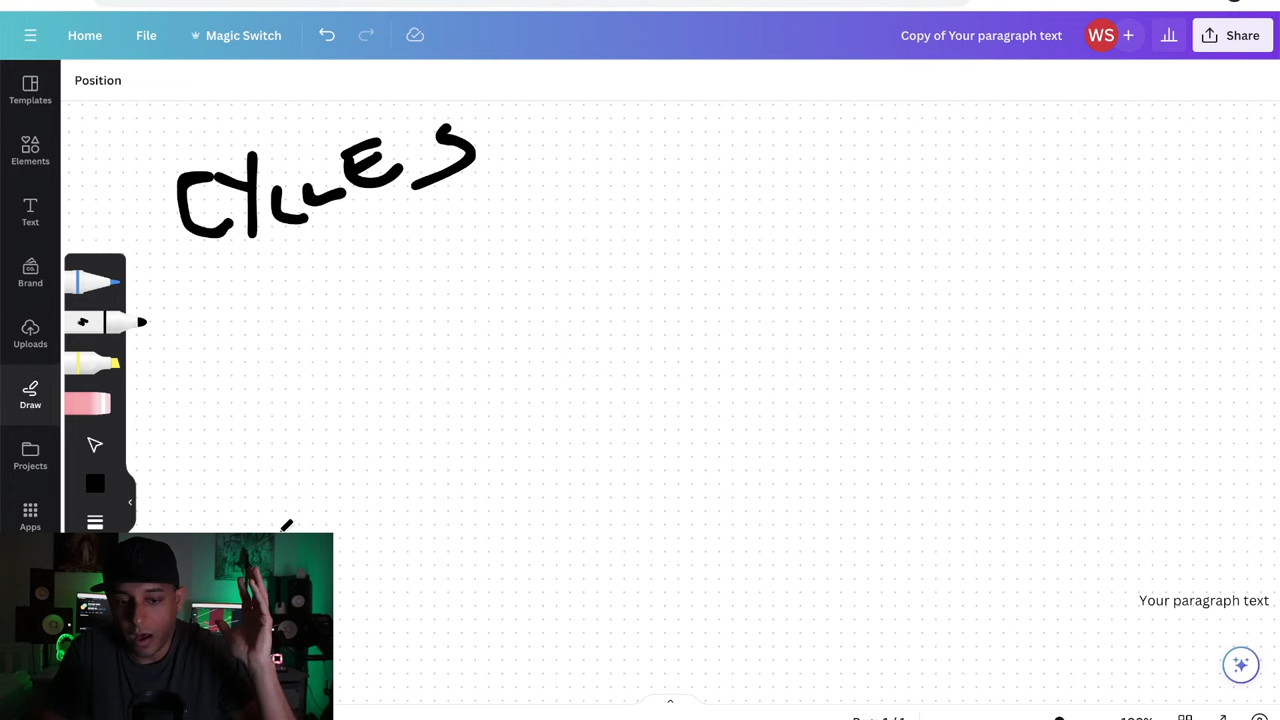 Home File Magic Switch Copy of Your paragraph text WS + Share
Templates
Position
Elements
Text
Brand
Uploads
Draw
Projects
Apps
CYCLES
Your paragraph text